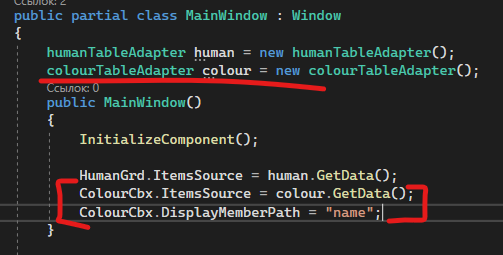 Ссылок: 2
public partial class MainWindow : Window
{
humanTableAdapter human = new humanTableAdapter();
colourTableAdapter colour = new colourTableAdapter();
Ссылок: 0
public MainWindow()
{
InitializeComponent();
HumanGrd.ItemsSource = human.GetData();
ColourCbx.ItemsSource = colour.GetData();
ColourCbx.DisplayMemberPath = "name";
}